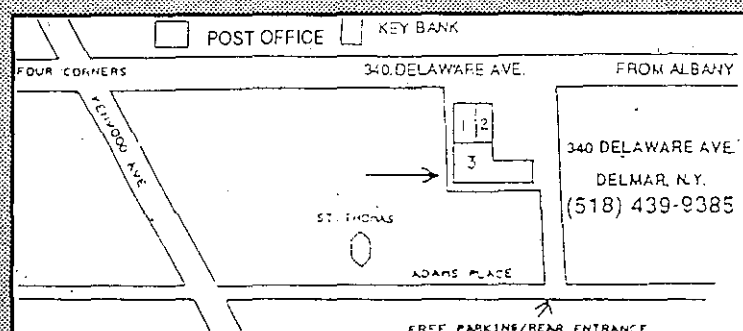 POST OFFICE
KEY BANK
FOUR CORNERS
340 DELAWARE AVE.
FROM ALBANY
KENWOOD AVE
1 2
3
340 DELAWARE AVE.
DELMAR, N.Y.
(518) 439-9385
ST. THOMAS
ADAMS PLACE
FREE PARKING/REAR ENTRANCE